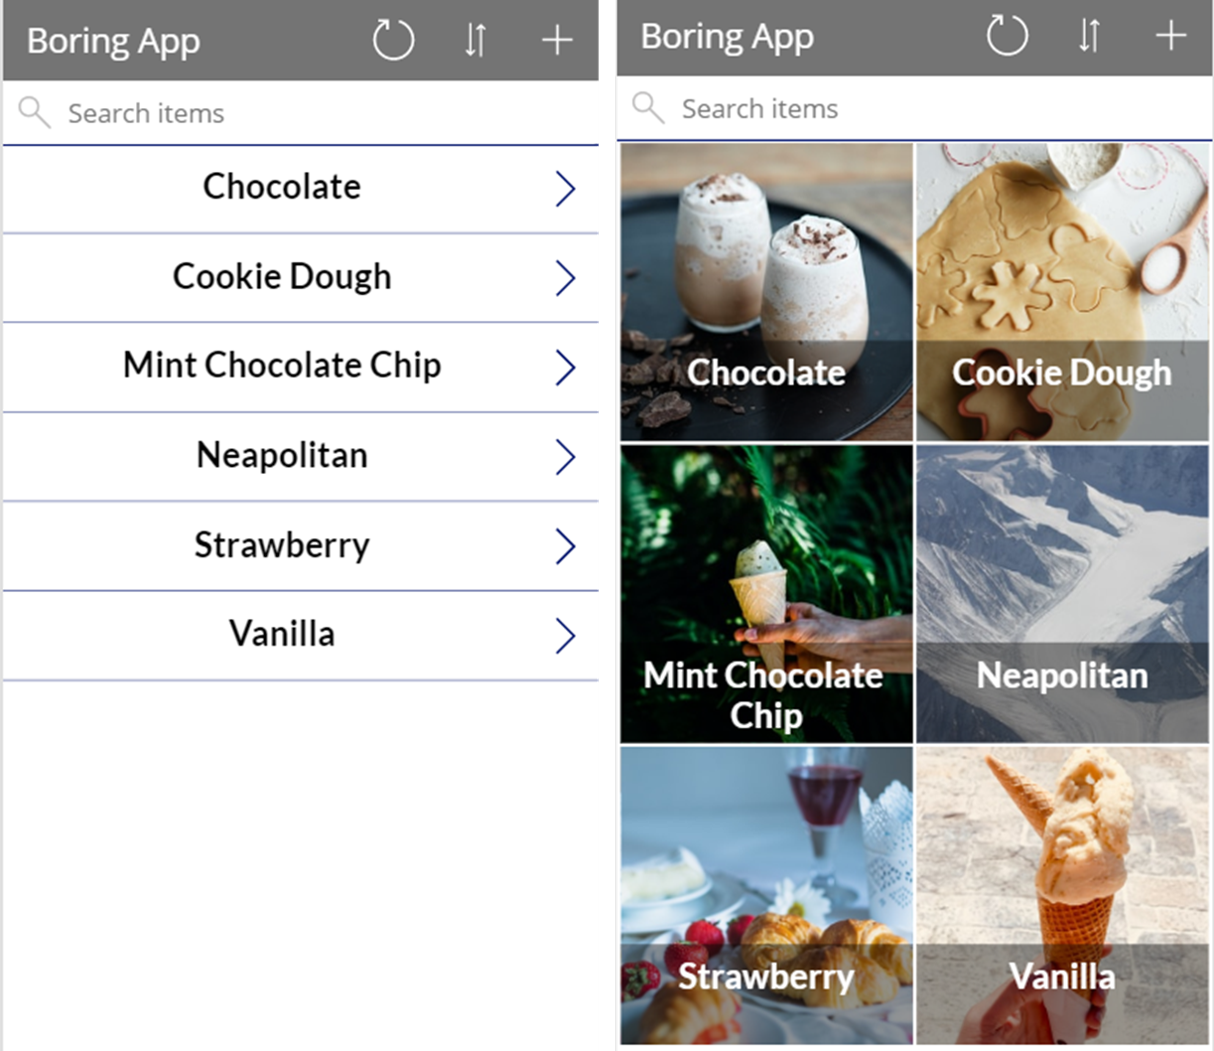 Boring App
Search items
Chocolate
Cookie Dough
Mint Chocolate Chip
Neapolitan
Strawberry
Vanilla
Boring App
Search items
Chocolate
Cookie Dough
Mint Chocolate
Chip
Neapolitan
Strawberry
Vanilla